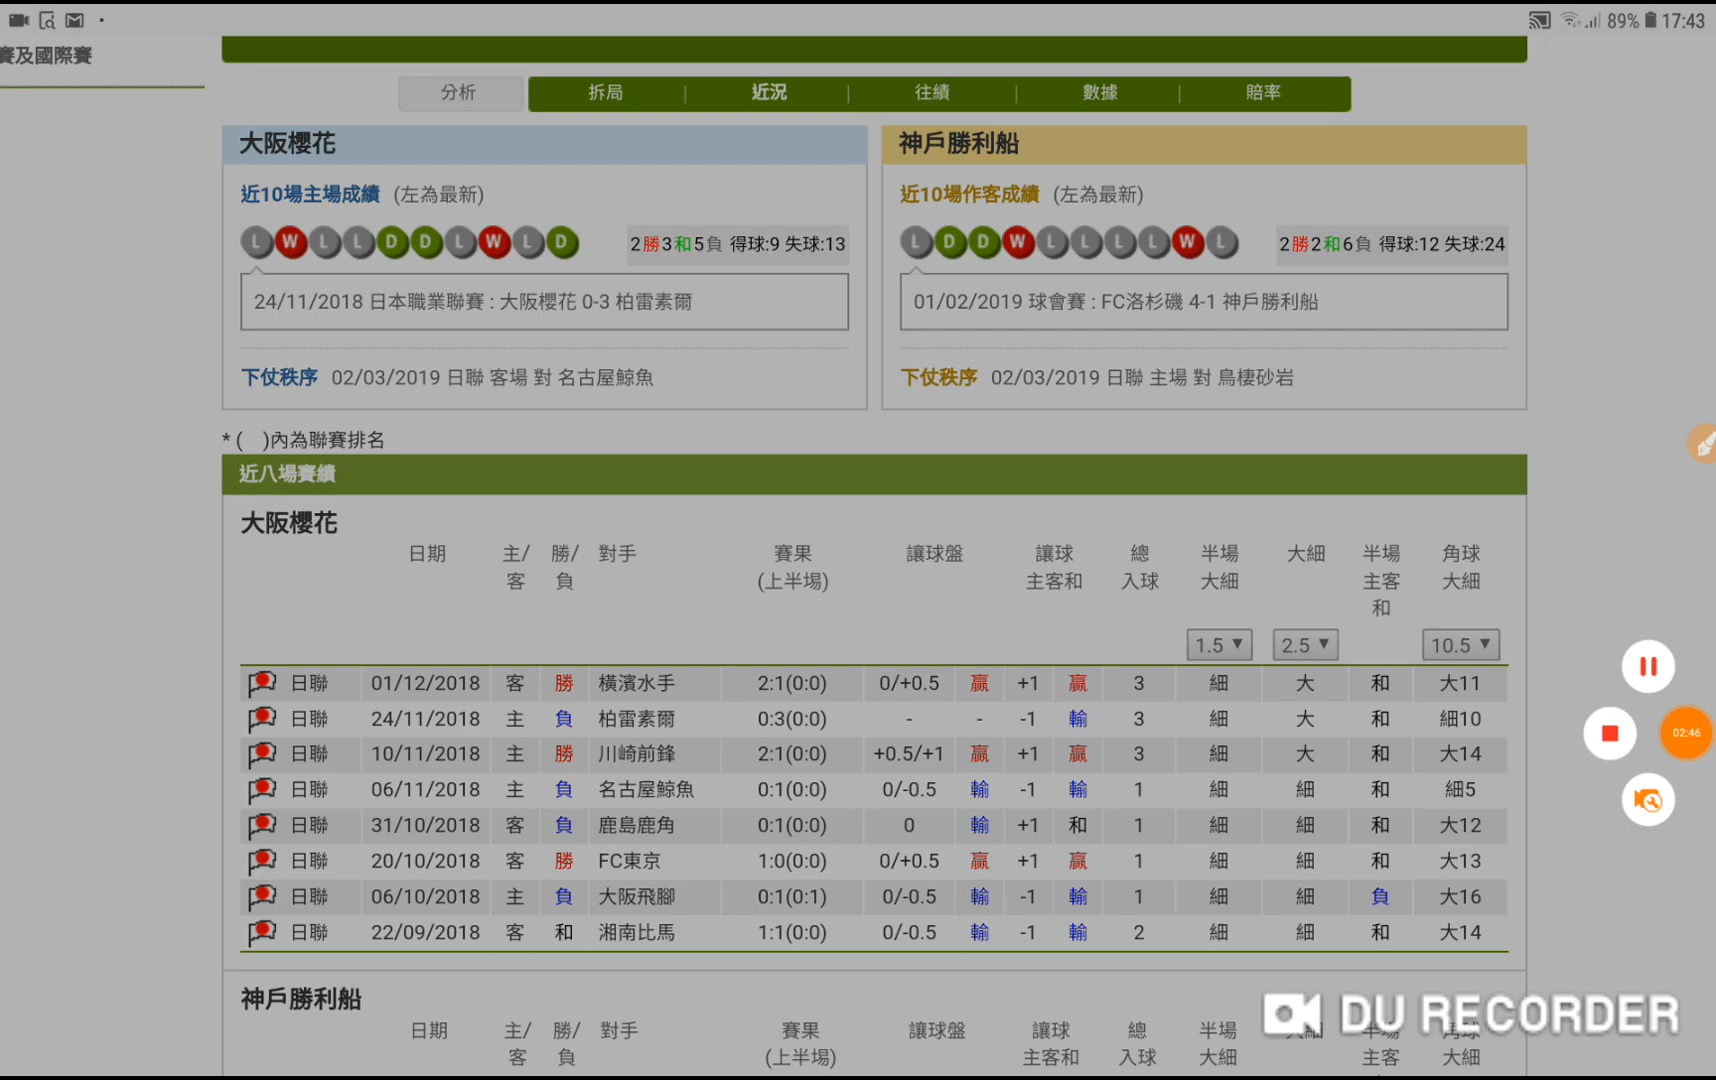 89% 17:43
賽及國際賽
分析 拆局 | 近況 | 往績 | 數據 | 賠率
大阪櫻花
近10場主場成績 (左為最新)
L W L L D D L W L D
2勝3和5負 得球:9 失球:13
24/11/2018 日本職業聯賽 : 大阪櫻花 0-3 柏雷素爾
下仗秩序 02/03/2019 日聯 客場 對 名古屋鯨魚
神戶勝利船
近10場作客成績 (左為最新)
L D D W L L L L W L
2勝2和6負 得球:12 失球:24
01/02/2019 球會賽 : FC洛杉磯 4-1 神戶勝利船
下仗秩序 02/03/2019 日聯 主場 對 鳥棲砂岩
* ( )內為聯賽排名
近八場賽績
大阪櫻花
日期 主/客 勝/負 對手 賽果(上半場) 讓球盤 讓球主客和 總入球 半場大細 大細 半場主客和 角球大細
1.5 ▼ 2.5 ▼ 10.5 ▼
日聯 01/12/2018 客 勝 橫濱水手 2:1(0:0) 0/+0.5 贏 +1 贏 3 細 大 和 大11
日聯 24/11/2018 主 負 柏雷素爾 0:3(0:0) - - -1 輸 3 細 大 和 細10
日聯 10/11/2018 主 勝 川崎前鋒 2:1(0:0) +0.5/+1 贏 +1 贏 3 細 大 和 大14
日聯 06/11/2018 主 負 名古屋鯨魚 0:1(0:0) 0/-0.5 輸 -1 輸 1 細 細 和 細5
日聯 31/10/2018 客 負 鹿島鹿角 0:1(0:0) 0 輸 +1 和 1 細 細 和 大12
日聯 20/10/2018 客 勝 FC東京 1:0(0:0) 0/+0.5 贏 +1 贏 1 細 細 和 大13
日聯 06/10/2018 主 負 大阪飛腳 0:1(0:1) 0/-0.5 輸 -1 輸 1 細 細 負 大16
日聯 22/09/2018 客 和 湘南比馬 1:1(0:0) 0/-0.5 輸 -1 輸 2 細 細 和 大14
神戶勝利船
日期 主/客 勝/負 對手 賽果(上半場) 讓球盤 讓球主客和 總入球 半場大細 大細 半場主客 角球大細
02:46
DU RECORDER